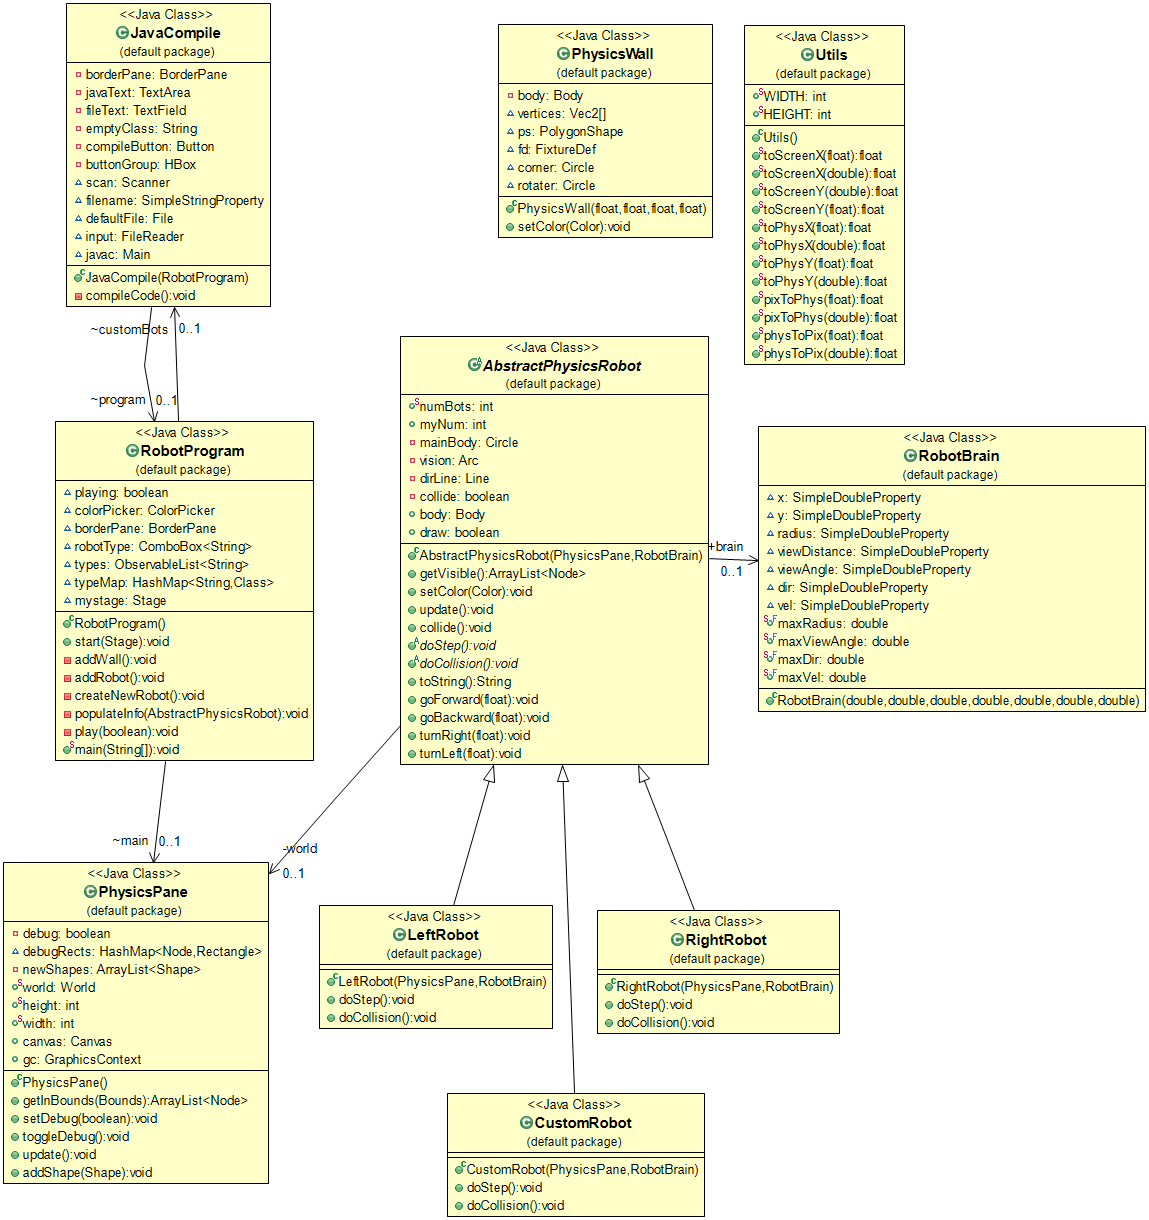 <<Java Class>>
JavaCompile
(default package)
borderPane: BorderPane
javaText: TextArea
fileText: TextField
emptyClass: String
compileButton: Button
buttonGroup: HBox
scan: Scanner
filename: SimpleStringProperty
defaultFile: File
input: FileReader
javac: Main
JavaCompile(RobotProgram)
compileCode():void
~customBots 0..1
~program 0..1
<<Java Class>>
RobotProgram
(default package)
playing: boolean
colorPicker: ColorPicker
borderPane: BorderPane
robotType: ComboBox<String>
types: ObservableList<String>
typeMap: HashMap<String,Class>
mystage: Stage
RobotProgram()
start(Stage):void
addWall():void
addRobot():void
createNewRobot():void
populateInfo(AbstractPhysicsRobot):void
play(boolean):void
main(String[]):void
~main 0..1
<<Java Class>>
PhysicsPane
(default package)
debug: boolean
debugRects: HashMap<Node,Rectangle>
newShapes: ArrayList<Shape>
world: World
height: int
width: int
canvas: Canvas
gc: GraphicsContext
PhysicsPane()
getInBounds(Bounds):ArrayList<Node>
setDebug(boolean):void
toggleDebug():void
update():void
addShape(Shape):void
<<Java Class>>
PhysicsWall
(default package)
body: Body
vertices: Vec2[]
ps: PolygonShape
fd: FixtureDef
corner: Circle
rotater: Circle
PhysicsWall(float,float,float,float)
setColor(Color):void
<<Java Class>>
Utils
(default package)
WIDTH: int
HEIGHT: int
Utils()
toScreenX(float):float
toScreenX(double):float
toScreenY(double):float
toScreenY(float):float
toPhysX(float):float
toPhysX(double):float
toPhysY(float):float
toPhysY(double):float
pixToPhys(float):float
pixToPhys(double):float
physToPix(float):float
physToPix(double):float
<<Java Class>>
AbstractPhysicsRobot
(default package)
numBots: int
myNum: int
mainBody: Circle
vision: Arc
dirLine: Line
collide: boolean
body: Body
draw: boolean
AbstractPhysicsRobot(PhysicsPane,RobotBrain)
getVisible():ArrayList<Node>
setColor(Color):void
update():void
collide():void
doStep():void
doCollision():void
toString():String
goForward(float):void
goBackward(float):void
turnRight(float):void
turnLeft(float):void
+brain
0..1
-world
0..1
<<Java Class>>
RobotBrain
(default package)
x: SimpleDoubleProperty
y: SimpleDoubleProperty
radius: SimpleDoubleProperty
viewDistance: SimpleDoubleProperty
viewAngle: SimpleDoubleProperty
dir: SimpleDoubleProperty
vel: SimpleDoubleProperty
maxRadius: double
maxViewAngle: double
maxDir: double
maxVel: double
RobotBrain(double,double,double,double,double,double,double)
<<Java Class>>
LeftRobot
(default package)
LeftRobot(PhysicsPane,RobotBrain)
doStep():void
doCollision():void
<<Java Class>>
RightRobot
(default package)
RightRobot(PhysicsPane,RobotBrain)
doStep():void
doCollision():void
<<Java Class>>
CustomRobot
(default package)
CustomRobot(PhysicsPane,RobotBrain)
doStep():void
doCollision():void